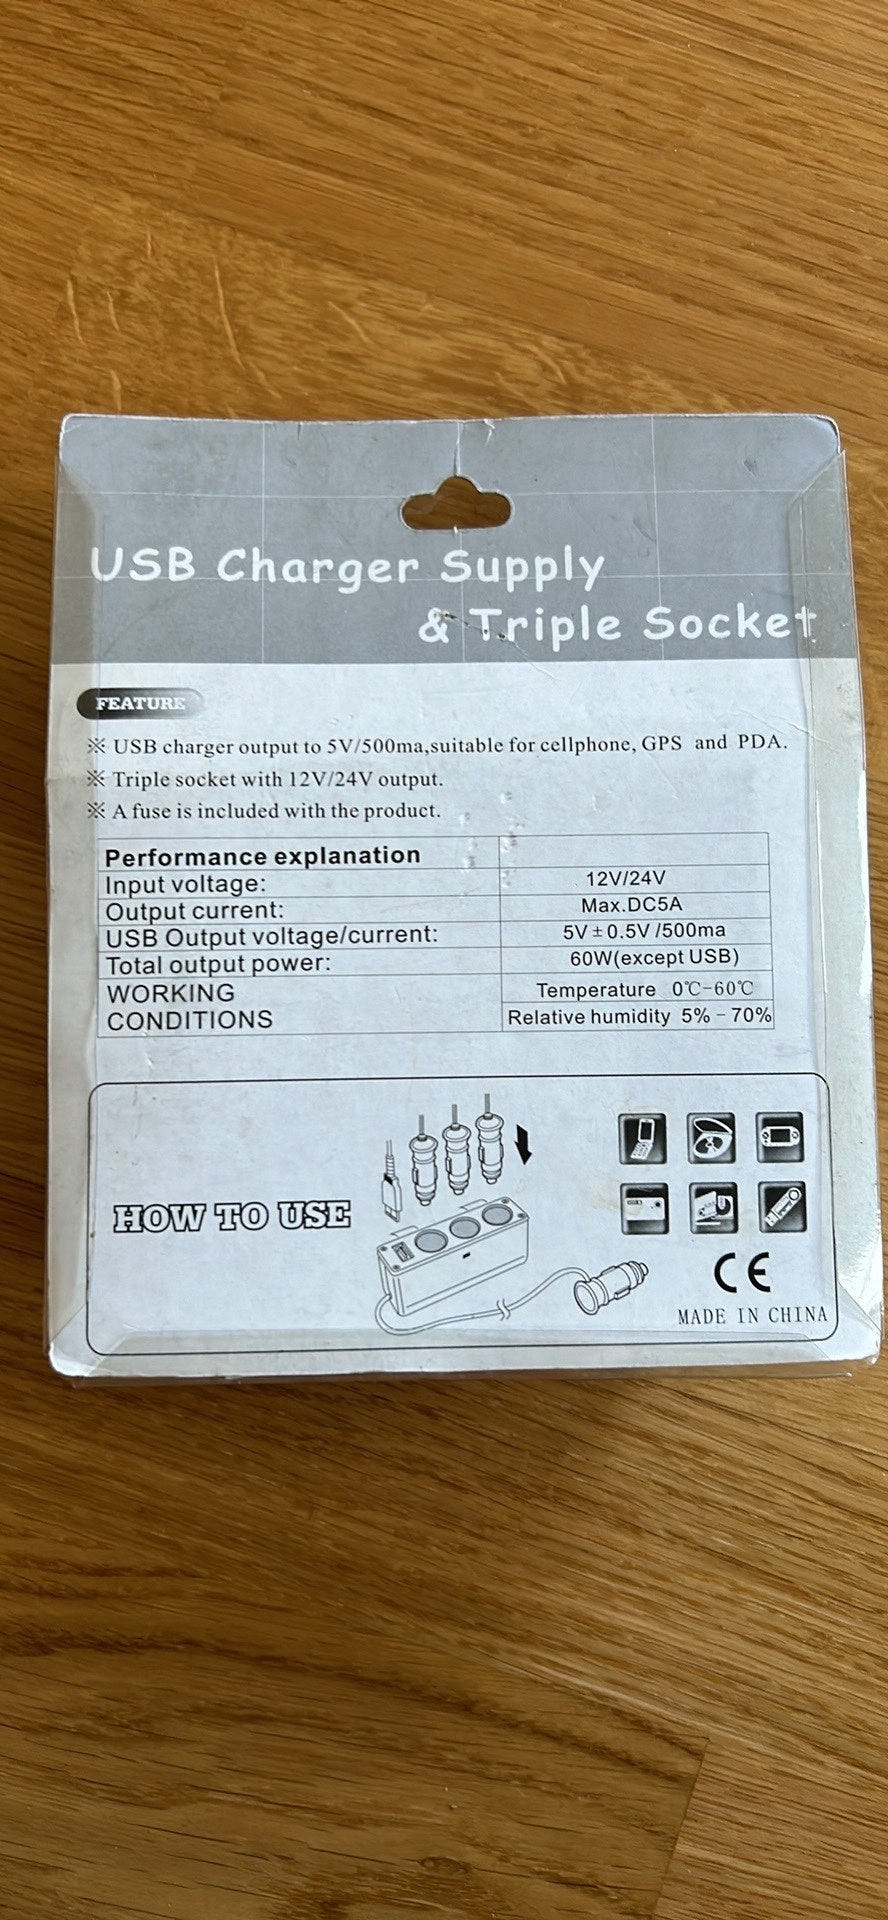 USB Charger Supply
& Triple Socket
FEATURE
※ USB charger output to 5V/500ma,suitable for cellphone, GPS and PDA.
※ Triple socket with 12V/24V output.
※ A fuse is included with the product.
Performance explanation
Input voltage: 12V/24V
Output current: Max.DC5A
USB Output voltage/current: 5V±0.5V /500ma
Total output power: 60W(except USB)
WORKING Temperature 0℃-60℃
CONDITIONS Relative humidity 5% - 70%
HOW TO USE
CE
MADE IN CHINA